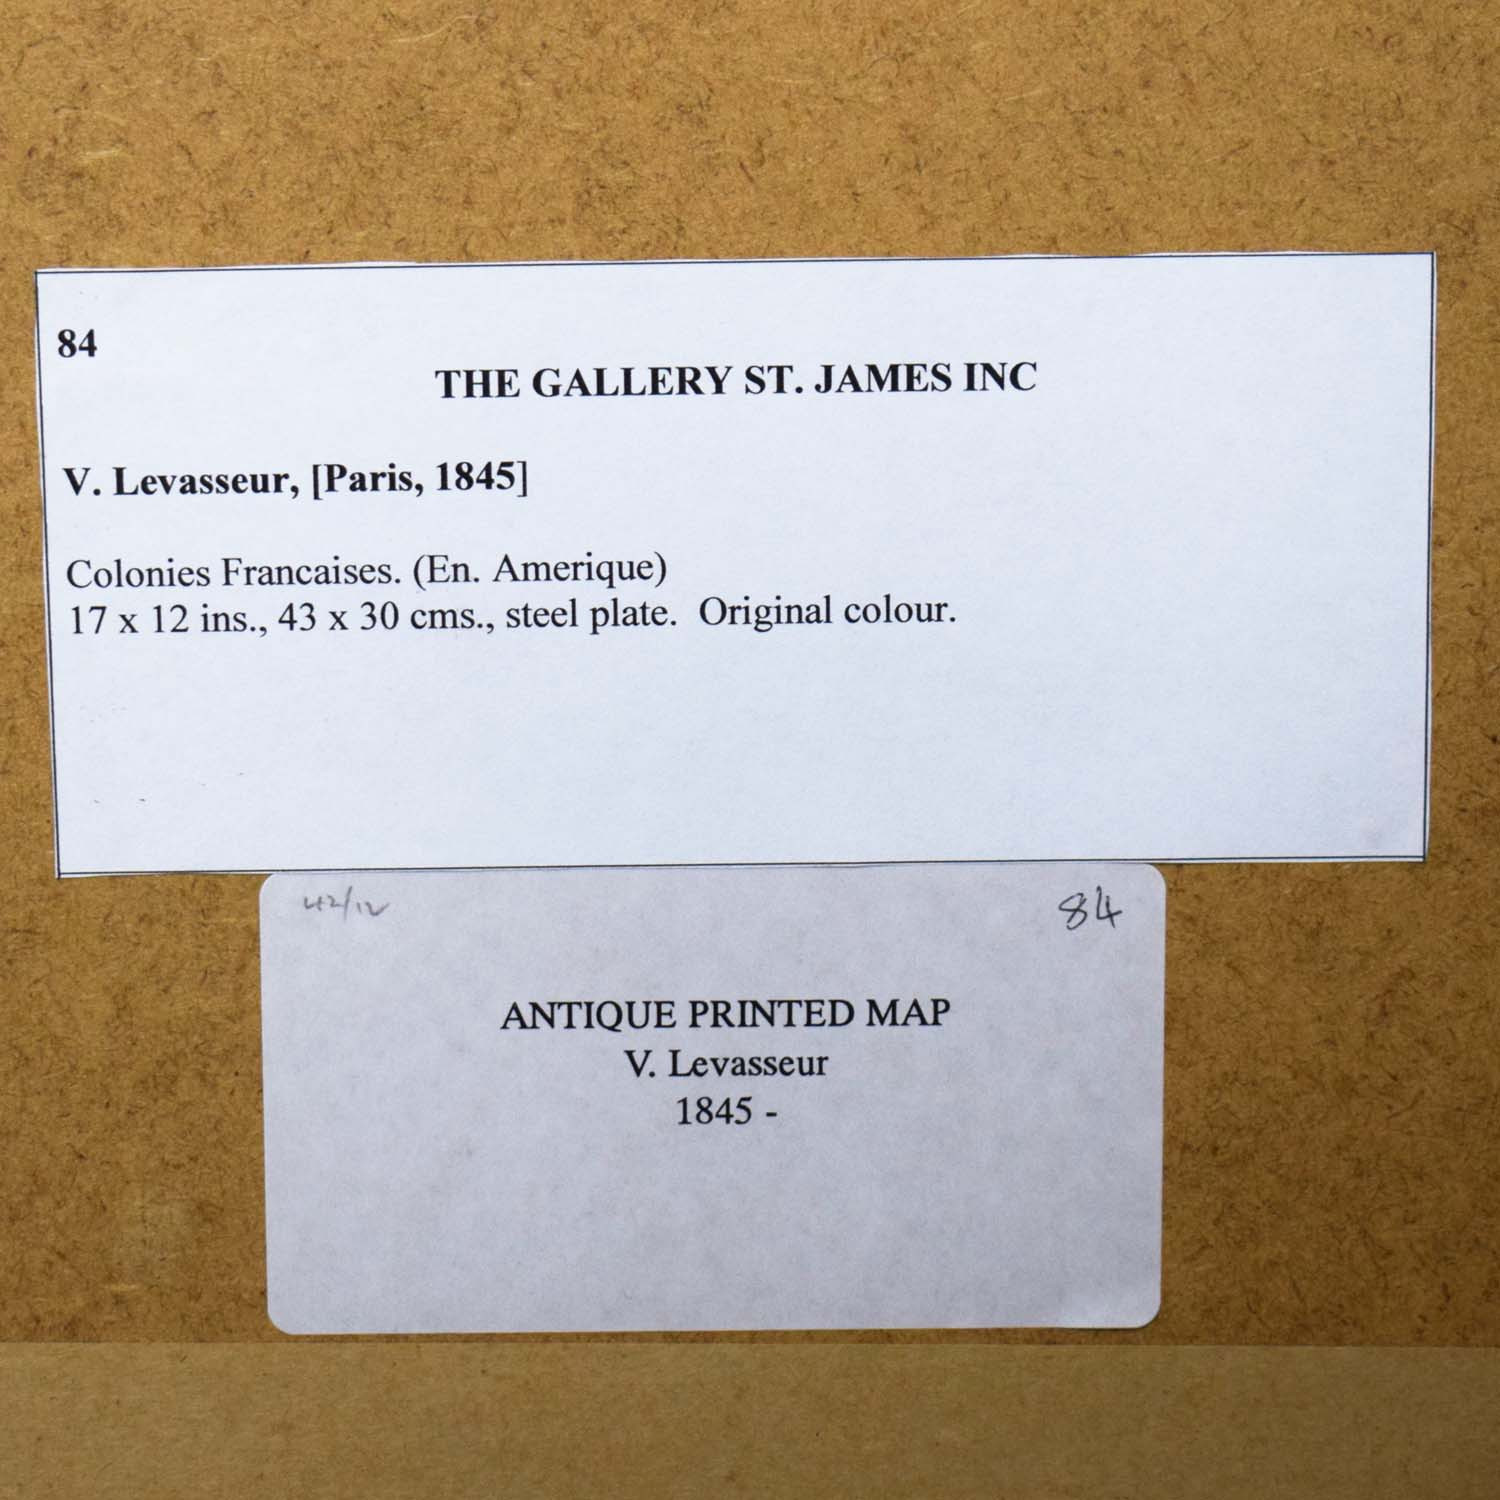 84
THE GALLERY ST. JAMES INC
V. Levasseur, [Paris, 1845]
Colonies Francaises. (En. Amerique)
17 x 12 ins., 43 x 30 cms., steel plate. Original colour.
42/12 84
ANTIQUE PRINTED MAP
V. Levasseur
1845 -